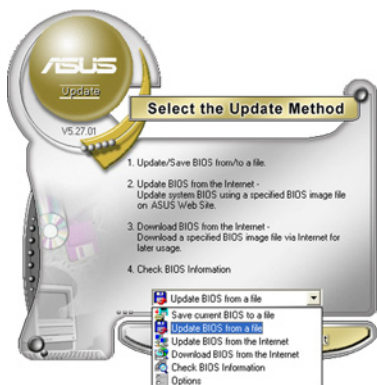 ASUS
Update
V5.27.01
Select the Update Method
1. Update/Save BIOS from/to a file.
2. Update BIOS from the Internet -
Update system BIOS using a specified BIOS image file
on ASUS Web Site.
3. Download BIOS from the Internet -
Download a specified BIOS image file via Internet for
later usage.
4. Check BIOS Information
Update BIOS from a file
Save current BIOS to a file
Update BIOS from a file
Update BIOS from the Internet
Download BIOS from the Internet
Check BIOS Information
Options